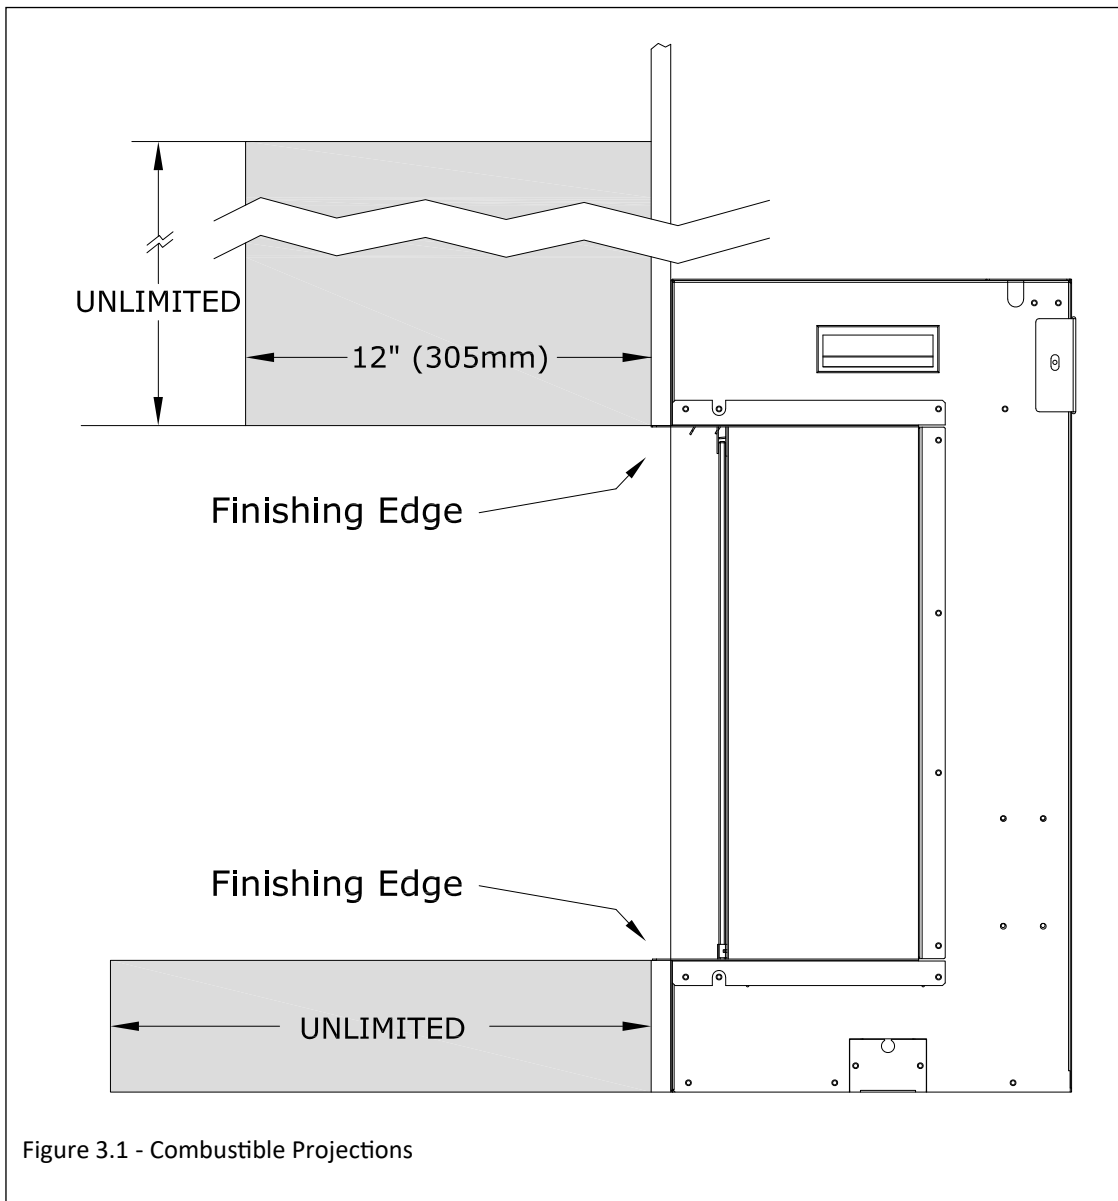 UNLIMITED
12" (305mm)
Finishing Edge
Finishing Edge
UNLIMITED
Figure 3.1 - Combustible Projections